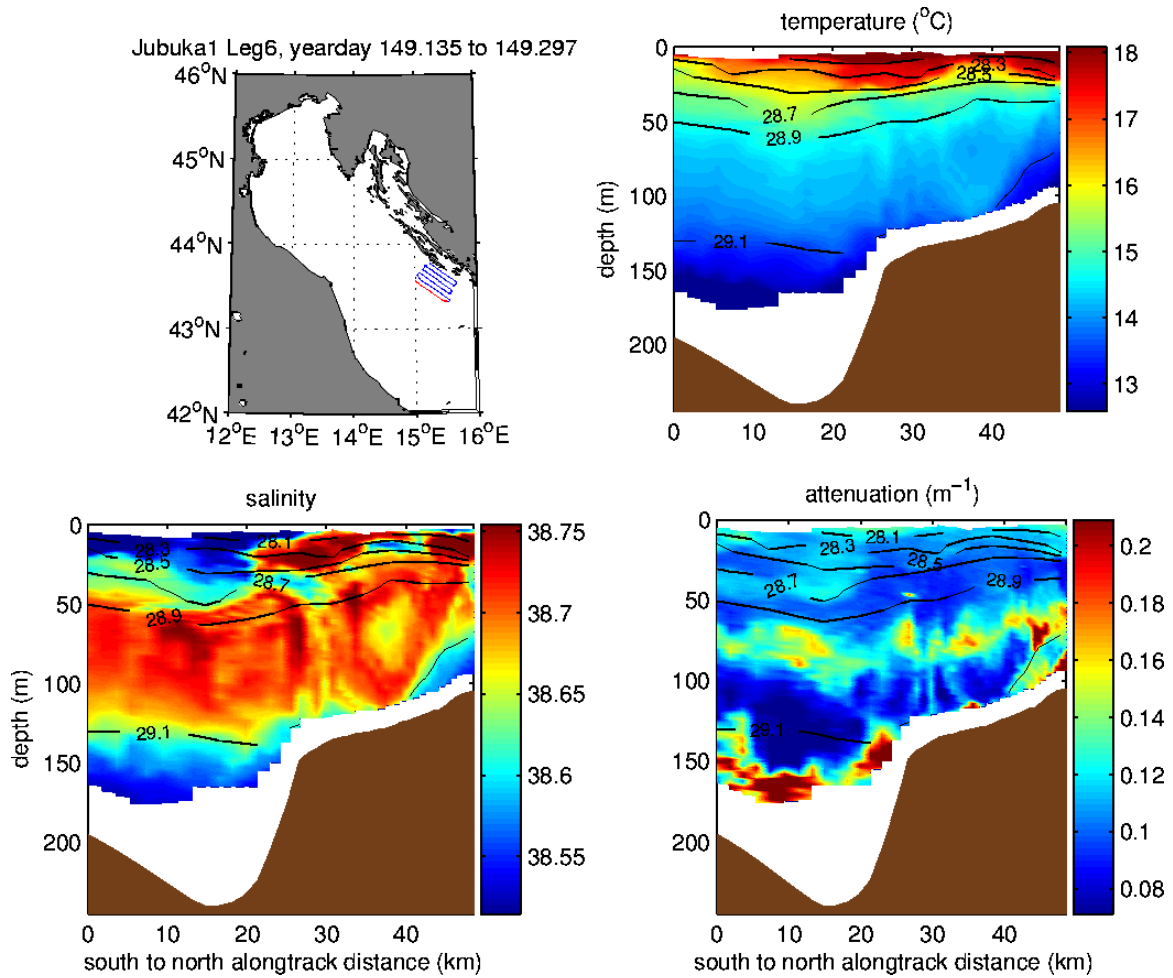 Jubuka1 Leg6, yearday 149.135 to 149.297
46°N
45°N
44°N
43°N
42°N
12°E 13°E 14°E 15°E 16°E
temperature (°C)
0
50
100
150
200
depth (m)
28.3
28.5
28.7
28.9
29.1
0 10 20 30 40
18
17
16
15
14
13
salinity
0
50
100
150
200
depth (m)
28.3
28.1
28.5
28.7
28.9
29.1
0 10 20 30 40
south to north alongtrack distance (km)
38.75
38.7
38.65
38.6
38.55
attenuation (m⁻¹)
0
50
100
150
200
28.3
28.1
28.5
28.7
28.9
29.1
0 10 20 30 40
south to north alongtrack distance (km)
0.2
0.18
0.16
0.14
0.12
0.1
0.08